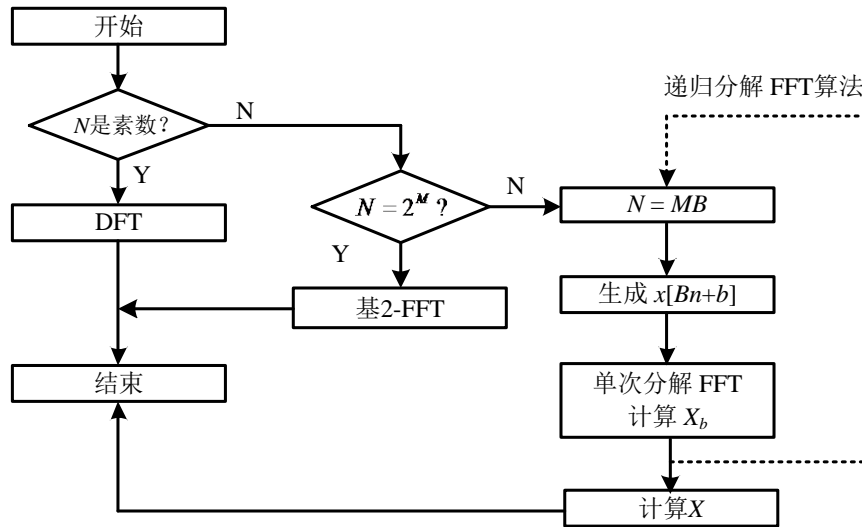 开始
递归分解 FFT算法
N是素数？
N
Y
N = 2^M ?
N
N = MB
DFT
Y
生成 x[Bn+b]
基2-FFT
结束
单次分解 FFT
计算 X_b
计算X